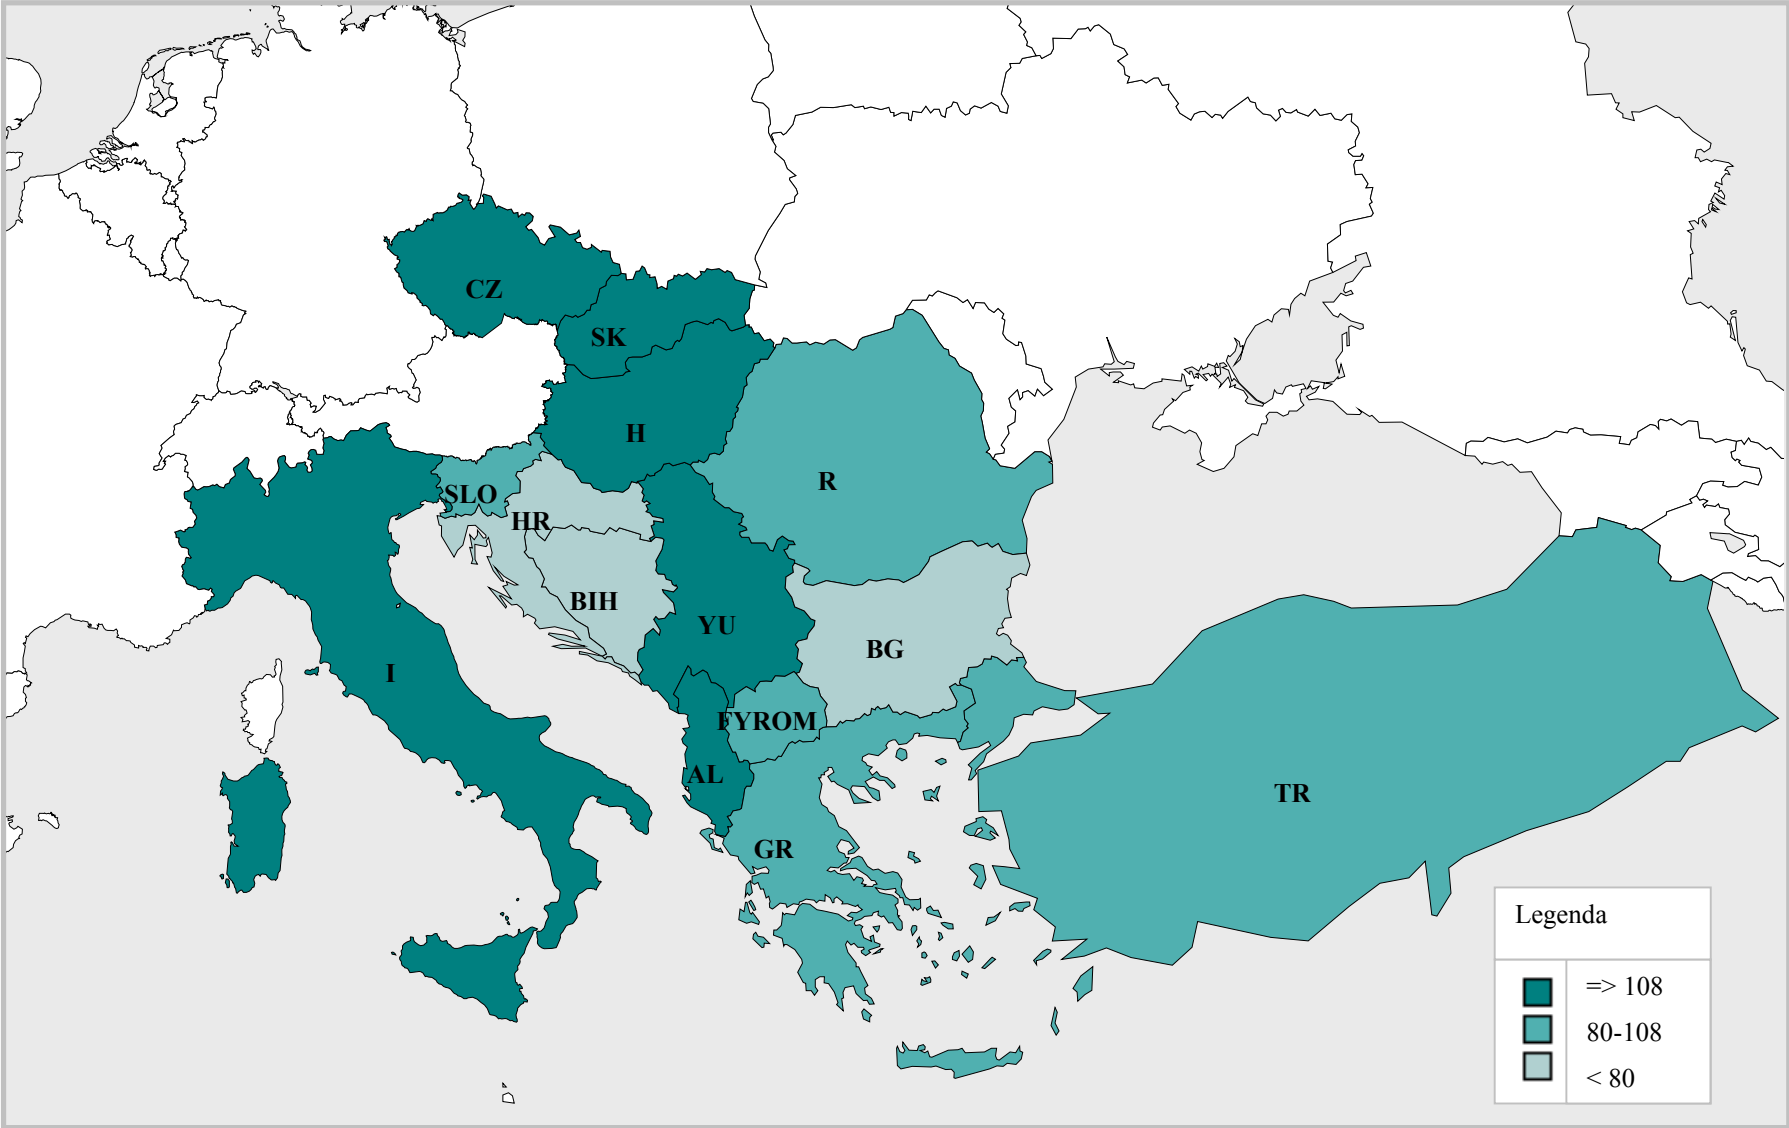 CZ
SK
H
R
SLO
HR
BIH
YU
BG
I
FYROM
AL
TR
GR
Legenda
=> 108
80-108
< 80